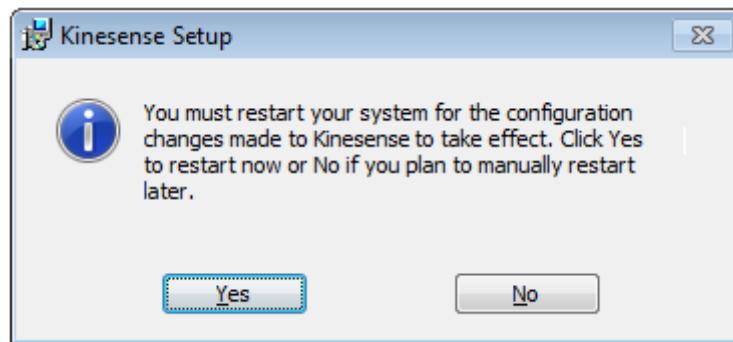 Kinesense Setup
You must restart your system for the configuration
changes made to Kinesense to take effect. Click Yes
to restart now or No if you plan to manually restart
later.
Yes
No